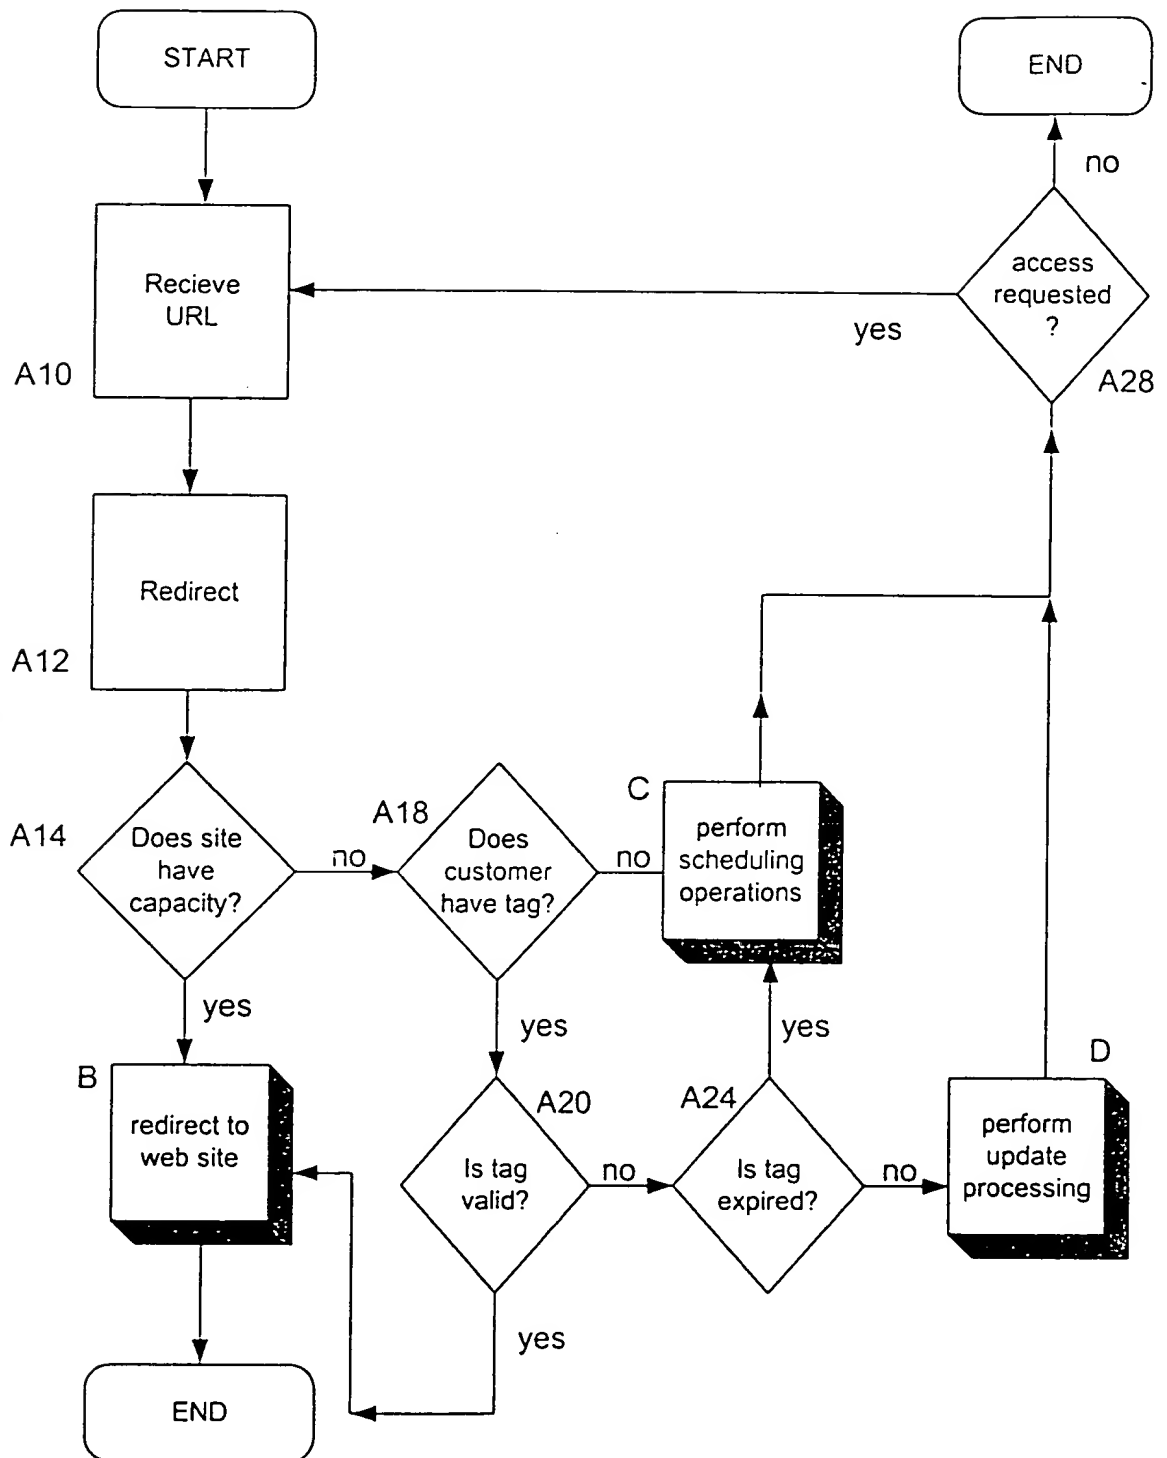 START
END
no
Recieve
URL
access
requested
?
yes
A10
A28
Redirect
A12
A14
Does site
have
capacity?
no
A18
Does
customer
have tag?
no
C
perform
scheduling
operations
yes
yes
yes
B
redirect to
web site
A20
Is tag
valid?
no
A24
Is tag
expired?
no
D
perform
update
processing
yes
END